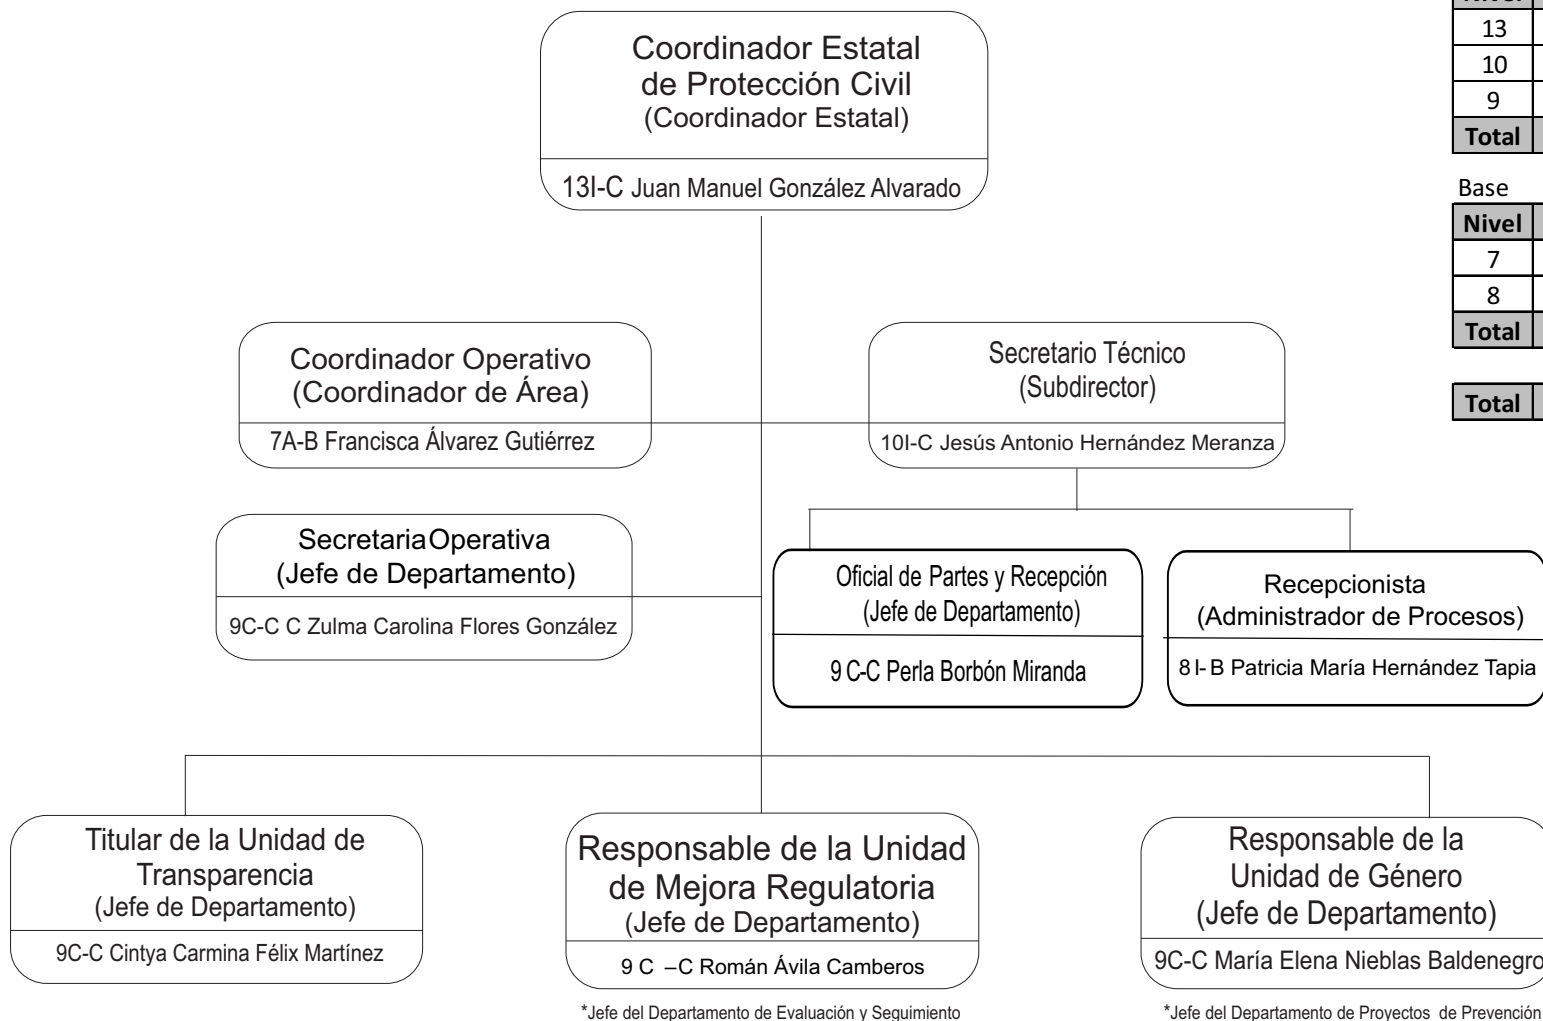 Coordinador Estatal
de Protección Civil
(Coordinador Estatal)
13I-C Juan Manuel González Alvarado
Nivel
13
10
9
Total
Base
Nivel
7
8
Total
Total
Coordinador Operativo
(Coordinador de Área)
7A-B Francisca Álvarez Gutiérrez
Secretario Técnico
(Subdirector)
10I-C Jesús Antonio Hernández Meranza
Secretaria Operativa
(Jefe de Departamento)
9C-C C Zulma Carolina Flores González
Oficial de Partes y Recepción
(Jefe de Departamento)
9 C-C Perla Borbón Miranda
Recepcionista
(Administrador de Procesos)
8 I- B Patricia María Hernández Tapia
Titular de la Unidad de
Transparencia
(Jefe de Departamento)
9C-C Cintya Carmina Félix Martínez
Responsable de la Unidad
de Mejora Regulatoria
(Jefe de Departamento)
9 C –C Román Ávila Camberos
*Jefe del Departamento de Evaluación y Seguimiento
Responsable de la
Unidad de Género
(Jefe de Departamento)
9C-C María Elena Nieblas Baldenegro
*Jefe del Departamento de Proyectos de Prevención